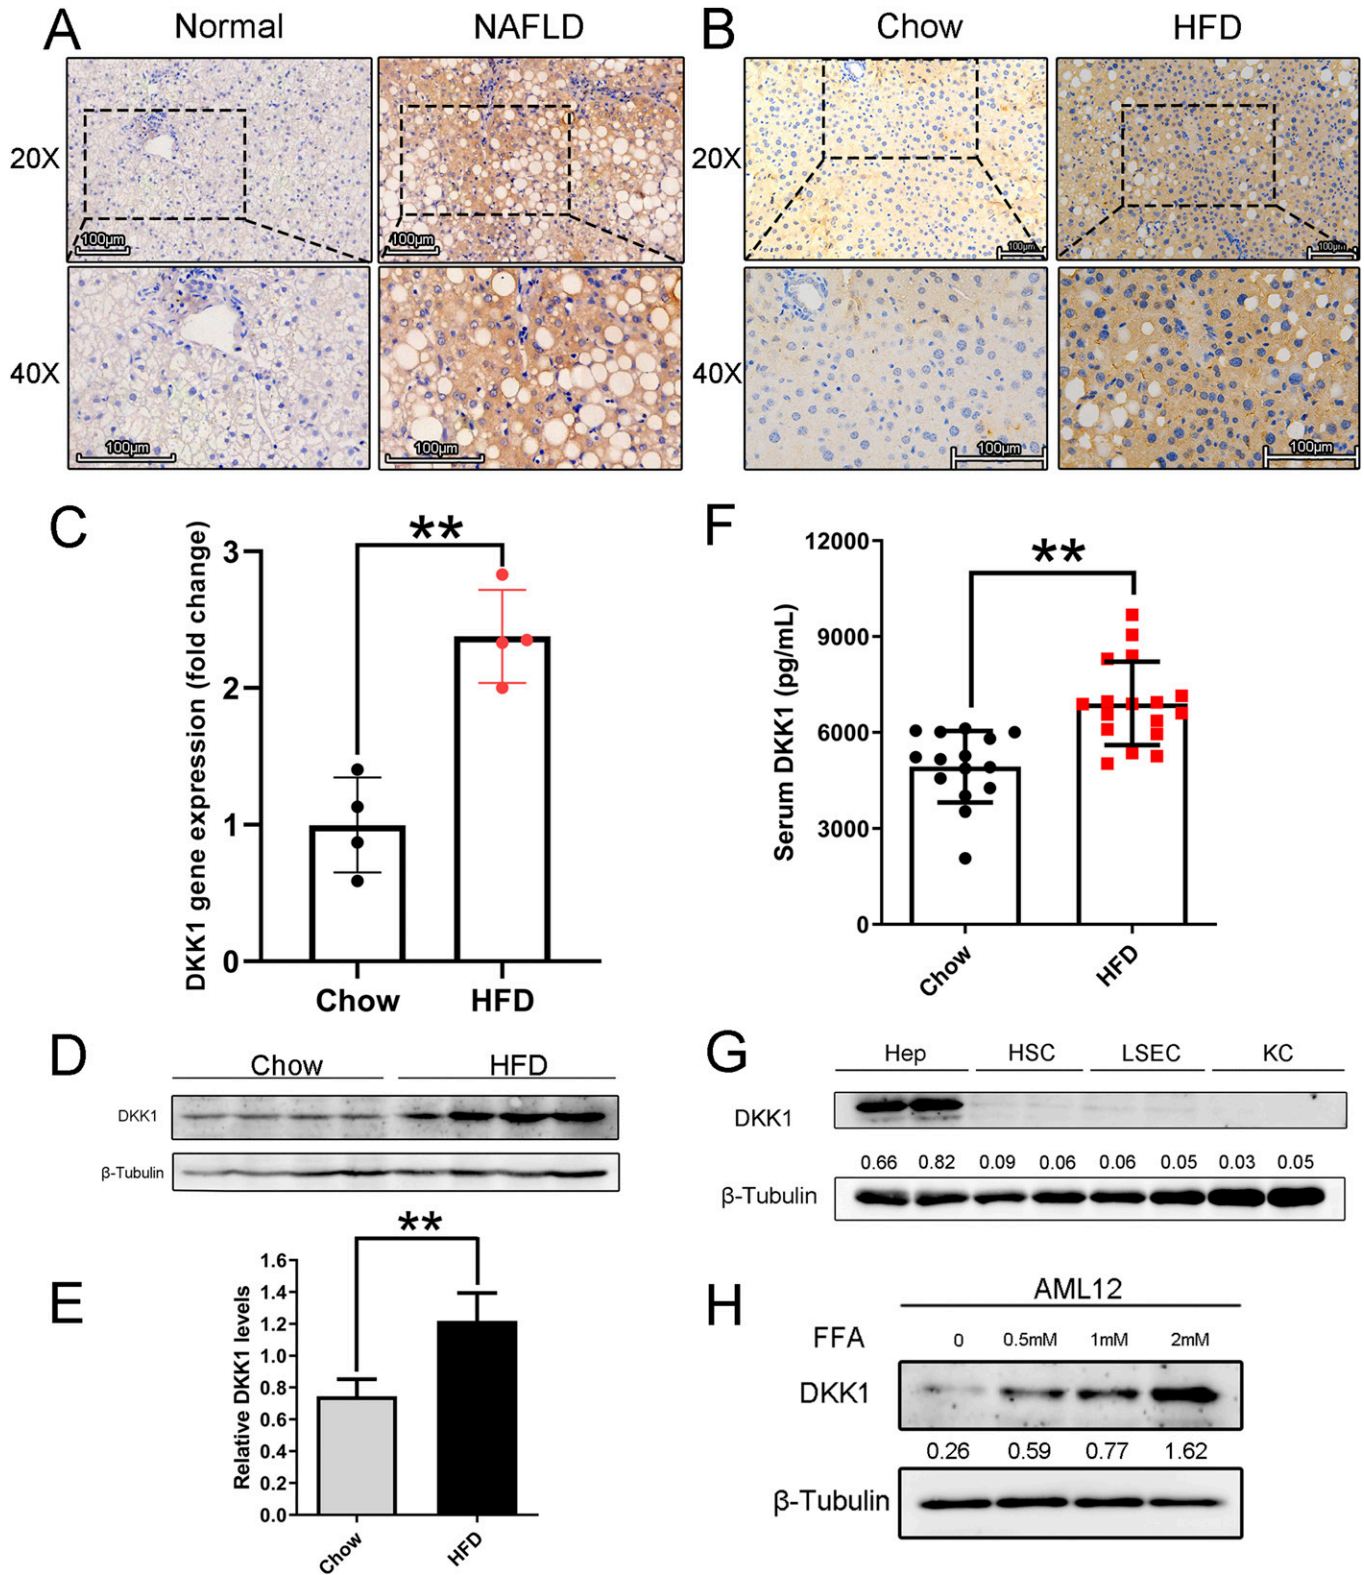 A
Normal
NAFLD
20X
100μm
100μm
40X
100μm
100μm
B
Chow
HFD
20X
100μm
100μm
40X
100μm
100μm
C
DKK1 gene expression (fold change)
3
2
1
0
**
Chow
HFD
F
Serum DKK1 (pg/mL)
12000
9000
6000
3000
0
**
Chow
HFD
D
Chow
HFD
DKK1
β-Tubulin
E
Relative DKK1 levels
1.6
1.4
1.2
1.0
0.8
0.6
0.4
0.2
0.0
**
Chow
HFD
G
Hep
HSC
LSEC
KC
DKK1
0.66 0.82 0.09 0.06 0.06 0.05 0.03 0.05
β-Tubulin
H
AML12
FFA
0 0.5mM 1mM 2mM
DKK1
0.26 0.59 0.77 1.62
β-Tubulin